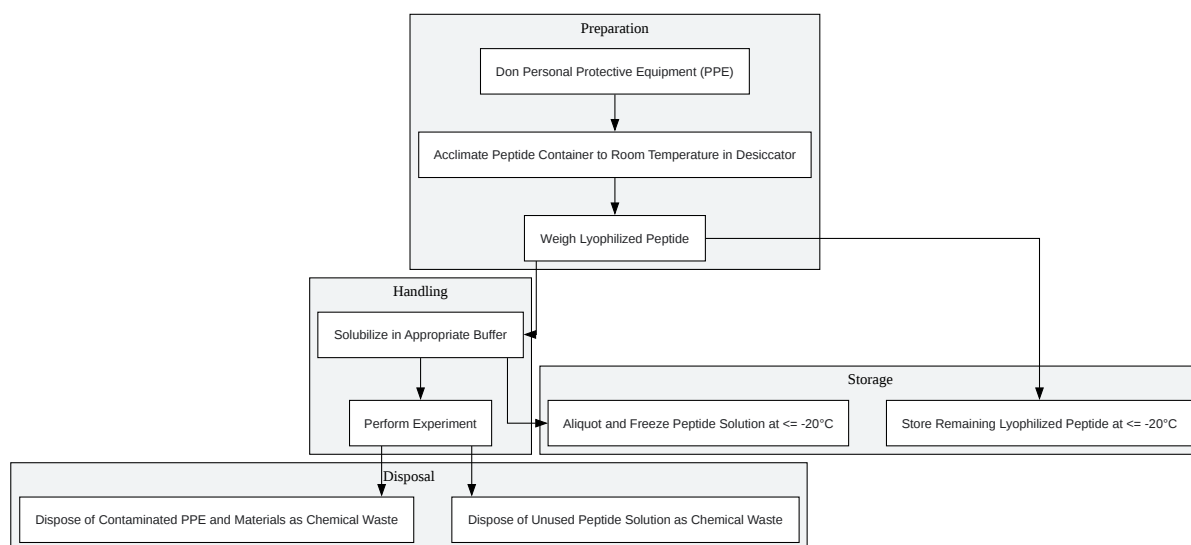 Preparation
Don Personal Protective Equipment (PPE)
Acclimate Peptide Container to Room Temperature in Desiccator
Weigh Lyophilized Peptide
Handling
Solubilize in Appropriate Buffer
Perform Experiment
Storage
Aliquot and Freeze Peptide Solution at <= -20°C
Store Remaining Lyophilized Peptide at <= -20°C
Disposal
Dispose of Contaminated PPE and Materials as Chemical Waste
Dispose of Unused Peptide Solution as Chemical Waste